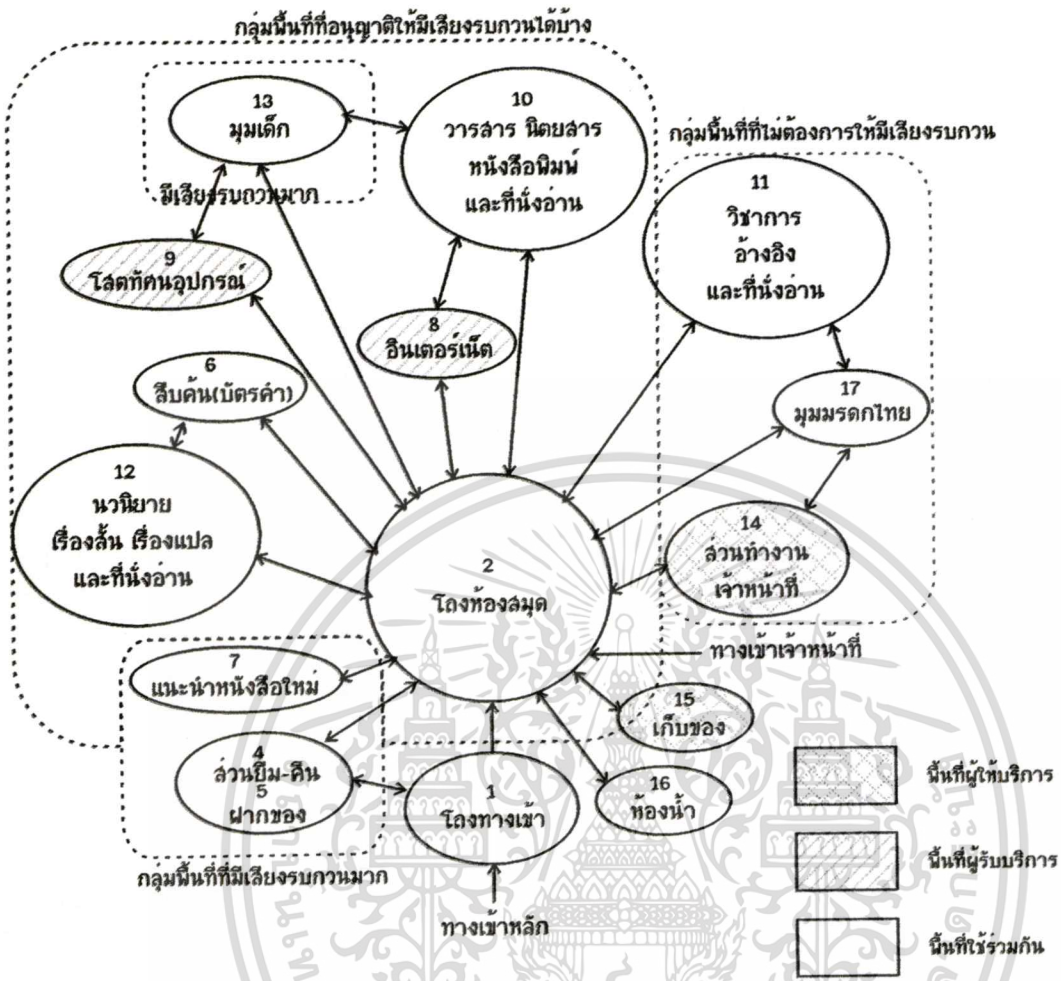 กลุ่มพื้นที่ที่อนุญาติให้มีเสียงรบกวนได้บ้าง
13
มุมเด็ก
มีเสียงรบกวนมาก
10
วารสาร นิตยสาร
หนังสือพิมพ์
และที่นั่งอ่าน
กลุ่มพื้นที่ที่ไม่ต้องการให้มีเสียงรบกวน
11
วิชาการ
อ้างอิง
และที่นั่งอ่าน
9
โสตทัศนอุปกรณ์
8
อินเตอร์เน็ต
6
สืบค้น(บัตรคำ)
17
มุมมรดกไทย
12
นวนิยาย
เรื่องสั้น เรื่องแปล
และที่นั่งอ่าน
14
ส่วนทำงาน
เจ้าหน้าที่
2
โถงห้องสมุด
ทางเข้าเจ้าหน้าที่
7
แนะนำหนังสือใหม่
15
เก็บของ
4
ส่วนยืม-คืน
5
ฝากของ
1
โถงทางเข้า
16
ห้องน้ำ
กลุ่มพื้นที่ที่มีเสียงรบกวนมาก
ทางเข้าหลัก
พื้นที่ผู้ให้บริการ
พื้นที่ผู้รับบริการ
พื้นที่ใช้ร่วมกัน